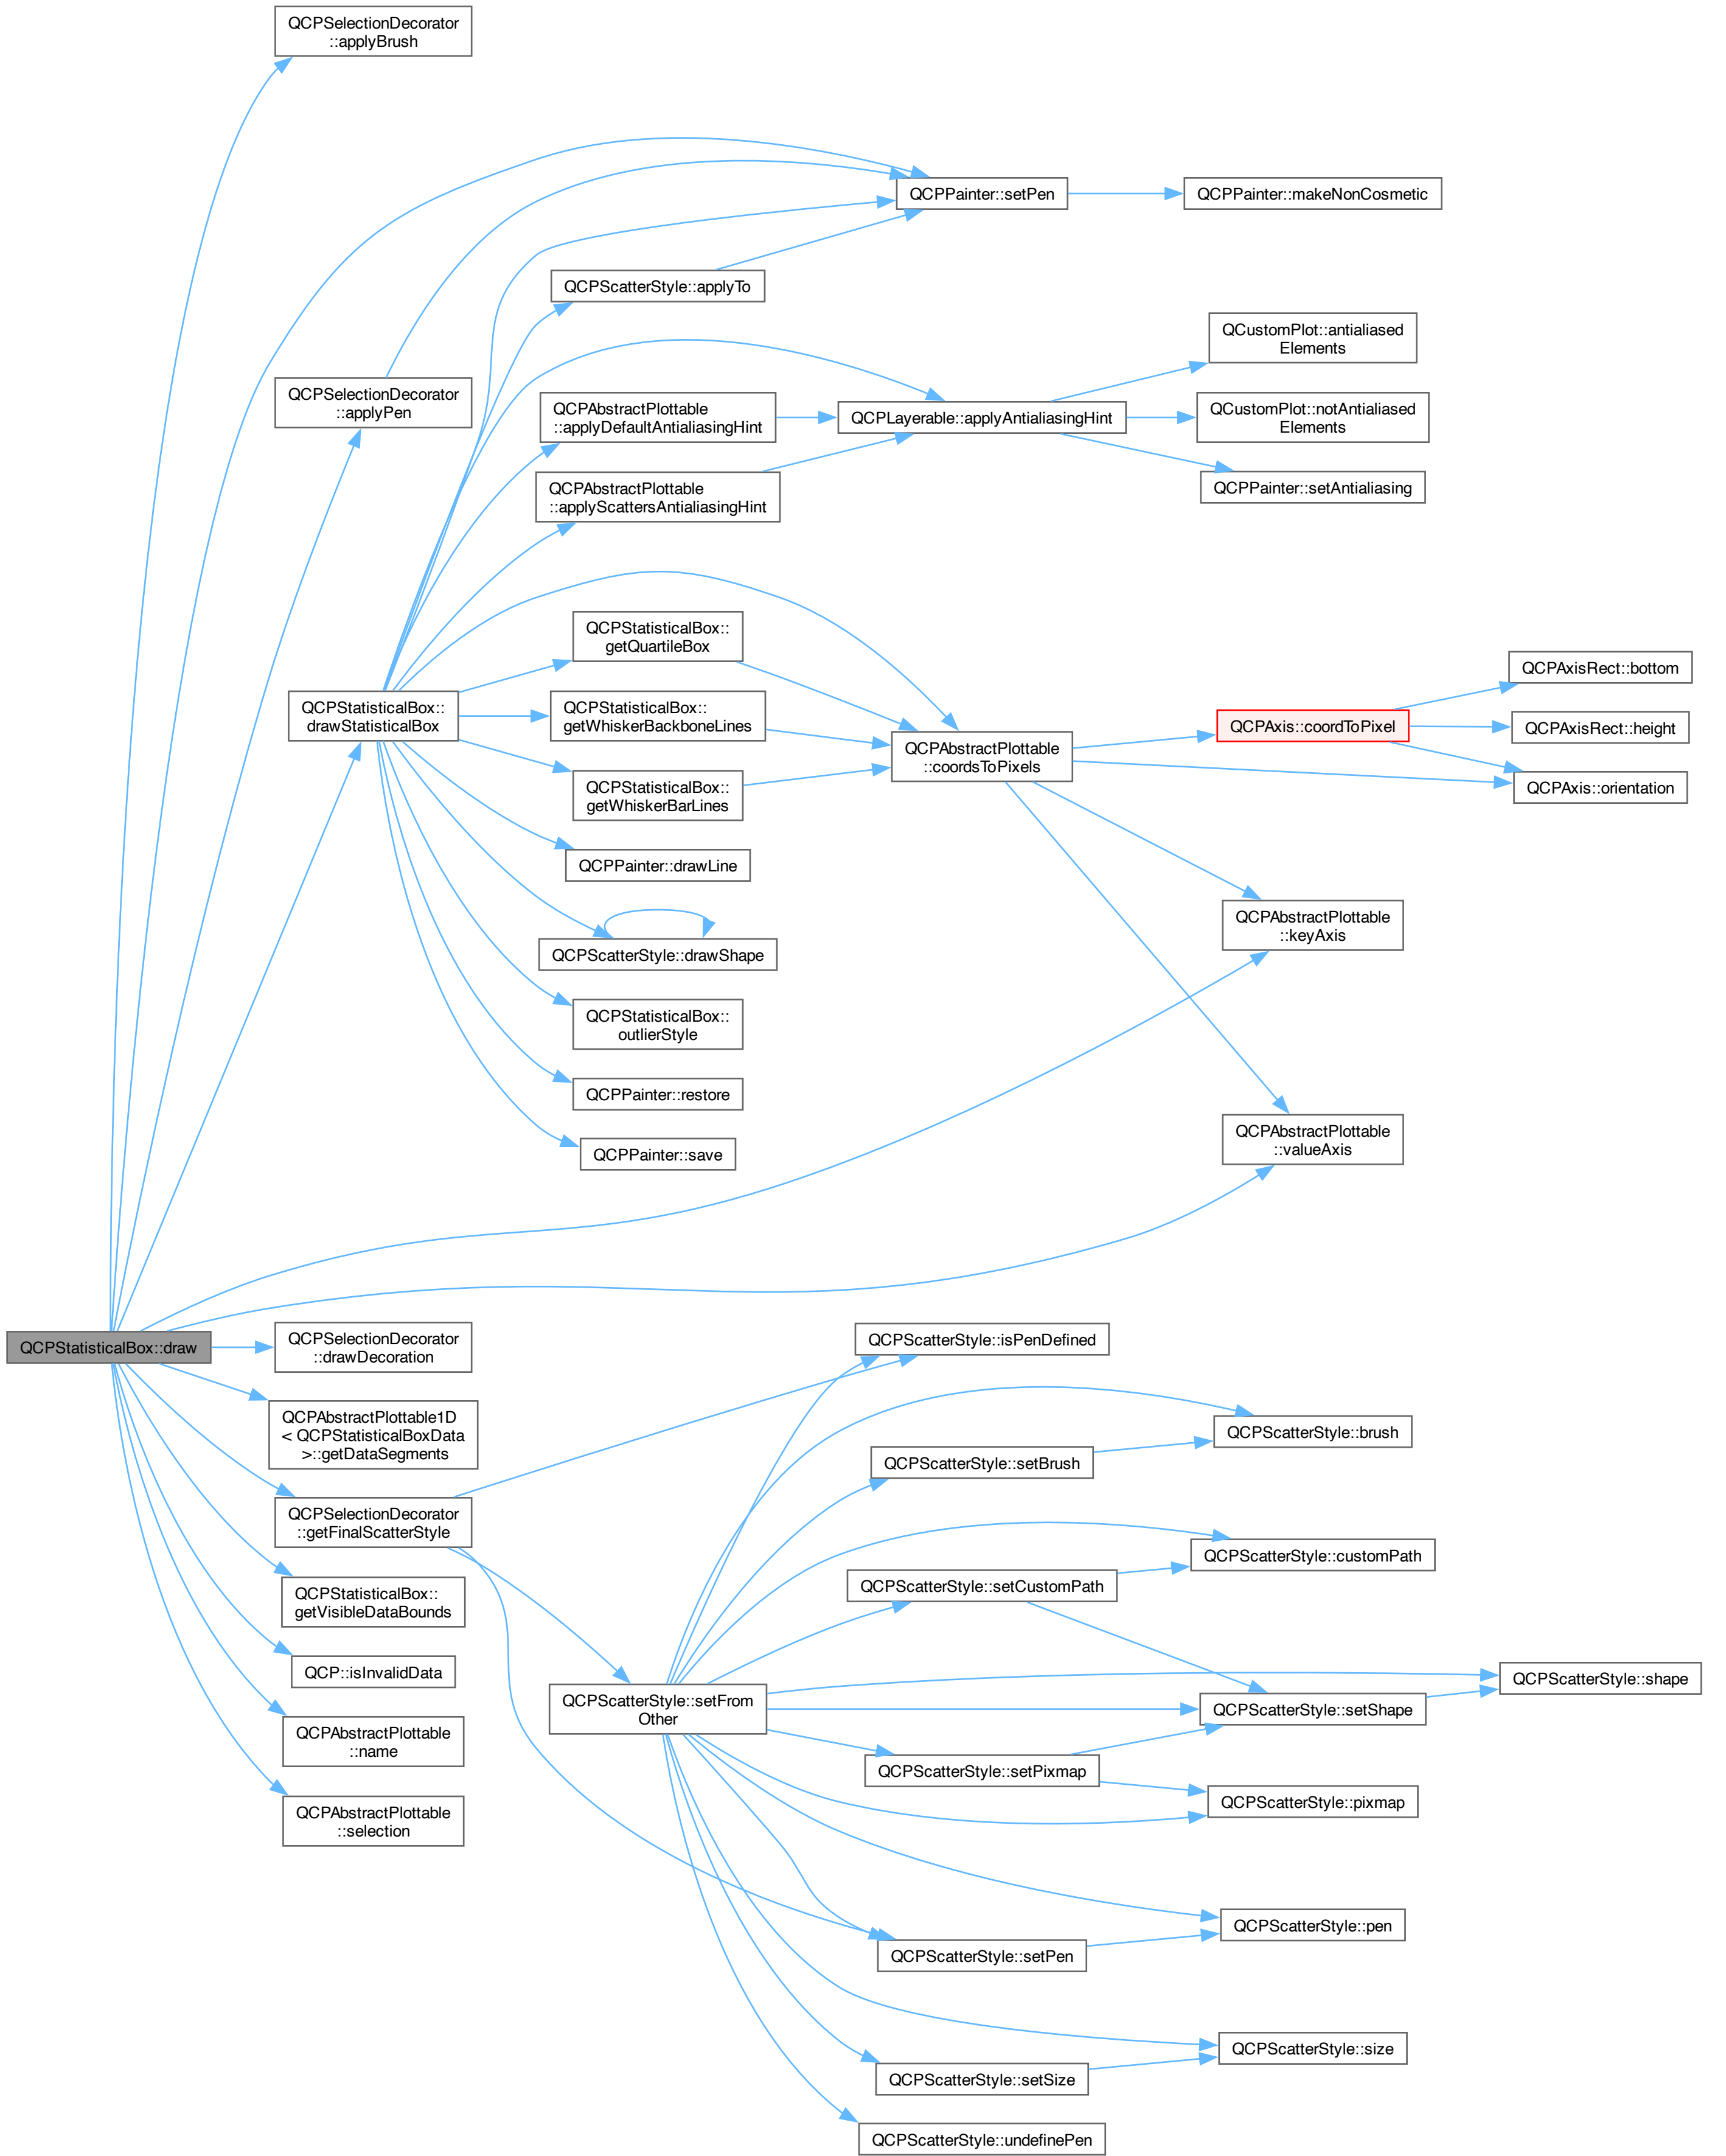 QCPSelectionDecorator
::applyBrush
QCPPainter::setPen
QCPPainter::makeNonCosmetic
QCPScatterStyle::applyTo
QCustomPlot::antialiased
Elements
QCPSelectionDecorator
::applyPen
QCPAbstractPlottable
::applyDefaultAntialiasingHint
QCPLayerable::applyAntialiasingHint
QCustomPlot::notAntialiased
Elements
QCPAbstractPlottable
::applyScattersAntialiasingHint
QCPPainter::setAntialiasing
QCPStatisticalBox::
getQuartileBox
QCPAxisRect::bottom
QCPStatisticalBox::
drawStatisticalBox
QCPStatisticalBox::
getWhiskerBackboneLines
QCPAxis::coordToPixel
QCPAxisRect::height
QCPAbstractPlottable
::coordsToPixels
QCPStatisticalBox::
getWhiskerBarLines
QCPAxis::orientation
QCPPainter::drawLine
QCPAbstractPlottable
::keyAxis
QCPScatterStyle::drawShape
QCPStatisticalBox::
outlierStyle
QCPPainter::restore
QCPAbstractPlottable
::valueAxis
QCPPainter::save
QCPStatisticalBox::draw
QCPSelectionDecorator
::drawDecoration
QCPScatterStyle::isPenDefined
QCPAbstractPlottable1D
< QCPStatisticalBoxData
>::getDataSegments
QCPScatterStyle::brush
QCPScatterStyle::setBrush
QCPSelectionDecorator
::getFinalScatterStyle
QCPScatterStyle::customPath
QCPScatterStyle::setCustomPath
QCPStatisticalBox::
getVisibleDataBounds
QCP::isInvalidData
QCPScatterStyle::shape
QCPScatterStyle::setFrom
Other
QCPScatterStyle::setShape
QCPAbstractPlottable
::name
QCPScatterStyle::setPixmap
QCPScatterStyle::pixmap
QCPAbstractPlottable
::selection
QCPScatterStyle::pen
QCPScatterStyle::setPen
QCPScatterStyle::size
QCPScatterStyle::setSize
QCPScatterStyle::undefinePen